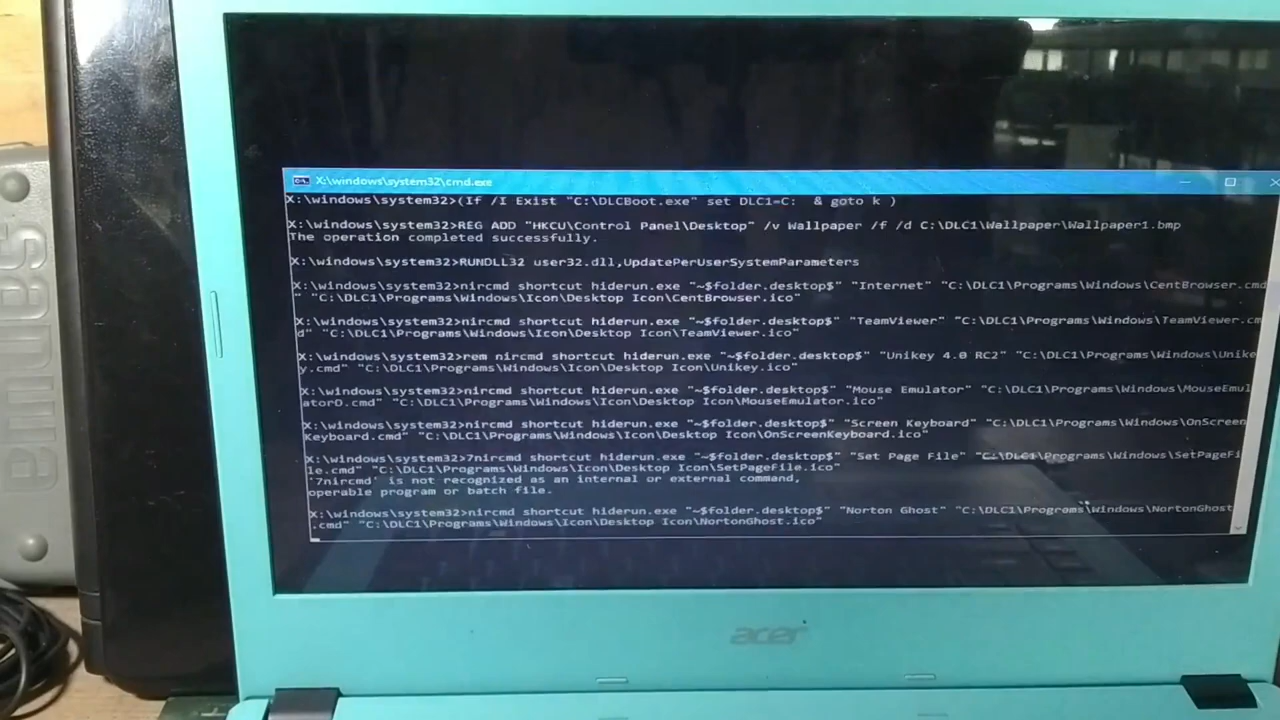 X:\windows\system32\cmd.exe
X:\windows\system32>(If /I Exist "C:\DLCBoot.exe" set DLC1=C:  & goto k )
X:\windows\system32>REG ADD "HKCU\Control Panel\Desktop" /v Wallpaper /f /d C:\DLC1\Wallpaper\Wallpaper1.bmp
The operation completed successfully.
X:\windows\system32>RUNDLL32 user32.dll,UpdatePerUserSystemParameters
X:\windows\system32>nircmd shortcut hiderun.exe "~$folder.desktop$" "Internet" "C:\DLC1\Programs\Windows\CentBrowser.cmd
" "C:\DLC1\Programs\Windows\Icon\Desktop Icon\CentBrowser.ico"
X:\windows\system32>nircmd shortcut hiderun.exe "~$folder.desktop$" "TeamViewer" "C:\DLC1\Programs\Windows\TeamViewer.cm
d" "C:\DLC1\Programs\Windows\Icon\Desktop Icon\TeamViewer.ico"
X:\windows\system32>rem nircmd shortcut hiderun.exe "~$folder.desktop$" "Unikey 4.0 RC2" "C:\DLC1\Programs\Windows\Unike
y.cmd" "C:\DLC1\Programs\Windows\Icon\Desktop Icon\Unikey.ico"
X:\windows\system32>nircmd shortcut hiderun.exe "~$folder.desktop$" "Mouse Emulator" "C:\DLC1\Programs\Windows\MouseEmul
atorO.cmd" "C:\DLC1\Programs\Windows\Icon\Desktop Icon\MouseEmulator.ico"
X:\windows\system32>nircmd shortcut hiderun.exe "~$folder.desktop$" "Screen Keyboard" "C:\DLC1\Programs\Windows\OnScreen
Keyboard.cmd" "C:\DLC1\Programs\Windows\Icon\Desktop Icon\OnScreenKeyboard.ico"
X:\windows\system32>7nircmd shortcut hiderun.exe "~$folder.desktop$" "Set Page File" "C:\DLC1\Programs\Windows\SetPageFi
le.cmd" "C:\DLC1\Programs\Windows\Icon\Desktop Icon\SetPageFile.ico"
'7nircmd' is not recognized as an internal or external command,
operable program or batch file.
X:\windows\system32>nircmd shortcut hiderun.exe "~$folder.desktop$" "Norton Ghost" "C:\DLC1\Programs\Windows\NortonGhost
.cmd" "C:\DLC1\Programs\Windows\Icon\Desktop Icon\NortonGhost.ico"
acer